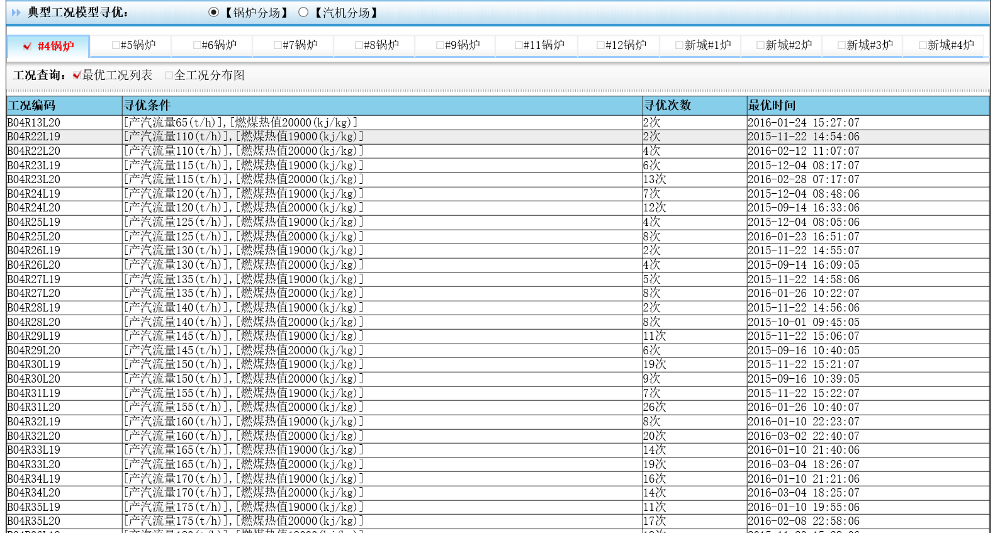 典型工况模型寻优： 【锅炉分场】 【汽机分场】
#4锅炉 #5锅炉 #6锅炉 #7锅炉 #8锅炉 #9锅炉 #11锅炉 #12锅炉 新城#1炉 新城#2炉 新城#3炉 新城#4炉
工况查询： 最优工况列表 全工况分布图
工况编码 寻优条件 寻优次数 最优时间
B04R13L20 [产汽流量65(t/h)],[燃煤热值20000(kj/kg)] 2次 2016-01-24 15:27:07
B04R22L19 [产汽流量110(t/h)],[燃煤热值19000(kj/kg)] 2次 2015-11-22 14:54:06
B04R22L20 [产汽流量110(t/h)],[燃煤热值20000(kj/kg)] 4次 2016-02-12 11:07:07
B04R23L19 [产汽流量115(t/h)],[燃煤热值19000(kj/kg)] 6次 2015-12-04 08:17:07
B04R23L20 [产汽流量115(t/h)],[燃煤热值20000(kj/kg)] 13次 2016-02-28 07:17:07
B04R24L19 [产汽流量120(t/h)],[燃煤热值19000(kj/kg)] 7次 2015-12-04 08:48:06
B04R24L20 [产汽流量120(t/h)],[燃煤热值20000(kj/kg)] 12次 2015-09-14 16:33:06
B04R25L19 [产汽流量125(t/h)],[燃煤热值19000(kj/kg)] 4次 2015-12-04 08:05:06
B04R25L20 [产汽流量125(t/h)],[燃煤热值20000(kj/kg)] 8次 2016-01-23 16:51:07
B04R26L19 [产汽流量130(t/h)],[燃煤热值19000(kj/kg)] 2次 2015-11-22 14:55:07
B04R26L20 [产汽流量130(t/h)],[燃煤热值20000(kj/kg)] 4次 2015-09-14 16:09:05
B04R27L19 [产汽流量135(t/h)],[燃煤热值19000(kj/kg)] 5次 2015-11-22 14:58:06
B04R27L20 [产汽流量135(t/h)],[燃煤热值20000(kj/kg)] 8次 2016-01-26 10:22:07
B04R28L19 [产汽流量140(t/h)],[燃煤热值19000(kj/kg)] 2次 2015-11-22 14:56:06
B04R28L20 [产汽流量140(t/h)],[燃煤热值20000(kj/kg)] 8次 2015-10-01 09:45:05
B04R29L19 [产汽流量145(t/h)],[燃煤热值19000(kj/kg)] 11次 2015-11-22 15:06:07
B04R29L20 [产汽流量145(t/h)],[燃煤热值20000(kj/kg)] 6次 2015-09-16 10:40:05
B04R30L19 [产汽流量150(t/h)],[燃煤热值19000(kj/kg)] 19次 2015-11-22 15:21:07
B04R30L20 [产汽流量150(t/h)],[燃煤热值20000(kj/kg)] 9次 2015-09-16 10:39:05
B04R31L19 [产汽流量155(t/h)],[燃煤热值19000(kj/kg)] 7次 2015-11-22 15:22:07
B04R31L20 [产汽流量155(t/h)],[燃煤热值20000(kj/kg)] 26次 2016-01-26 10:40:07
B04R32L19 [产汽流量160(t/h)],[燃煤热值19000(kj/kg)] 8次 2016-01-10 22:23:07
B04R32L20 [产汽流量160(t/h)],[燃煤热值20000(kj/kg)] 20次 2016-03-02 22:40:07
B04R33L19 [产汽流量165(t/h)],[燃煤热值19000(kj/kg)] 14次 2016-01-10 21:40:06
B04R33L20 [产汽流量165(t/h)],[燃煤热值20000(kj/kg)] 19次 2016-03-04 18:26:07
B04R34L19 [产汽流量170(t/h)],[燃煤热值19000(kj/kg)] 16次 2016-01-10 21:21:06
B04R34L20 [产汽流量170(t/h)],[燃煤热值20000(kj/kg)] 14次 2016-03-04 18:25:07
B04R35L19 [产汽流量175(t/h)],[燃煤热值19000(kj/kg)] 11次 2016-01-10 19:55:06
B04R35L20 [产汽流量175(t/h)],[燃煤热值20000(kj/kg)] 17次 2016-02-08 22:58:06